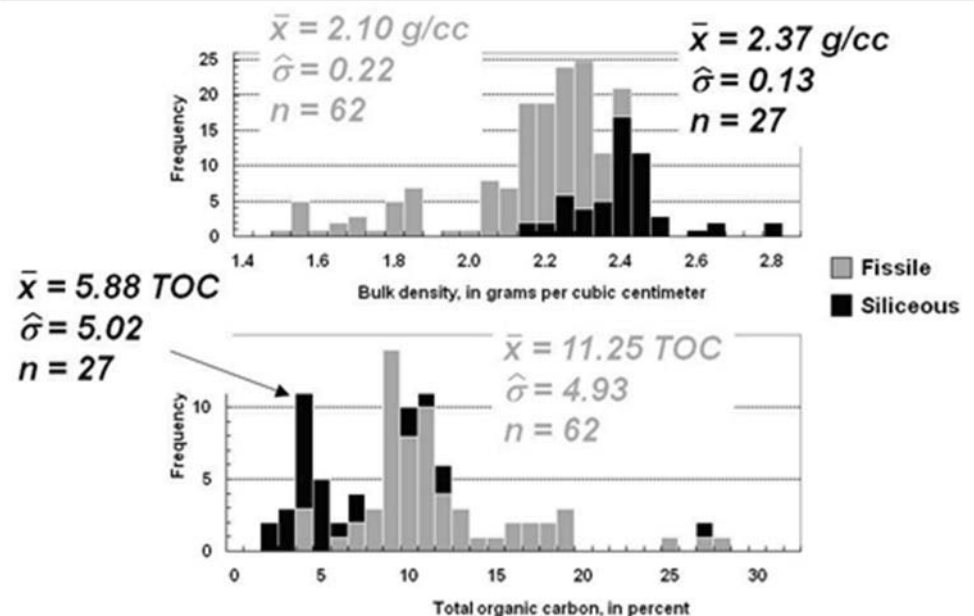 x̄ = 2.10 g/cc
σ̂ = 0.22
n = 62
x̄ = 2.37 g/cc
σ̂ = 0.13
n = 27
Frequency
25
20
15
10
5
0
1.4 1.6 1.8 2.0 2.2 2.4 2.6 2.8
Bulk density, in grams per cubic centimeter
Fissile
Siliceous
x̄ = 5.88 TOC
σ̂ = 5.02
n = 27
x̄ = 11.25 TOC
σ̂ = 4.93
n = 62
Frequency
10
5
0
0 5 10 15 20 25 30
Total organic carbon, in percent